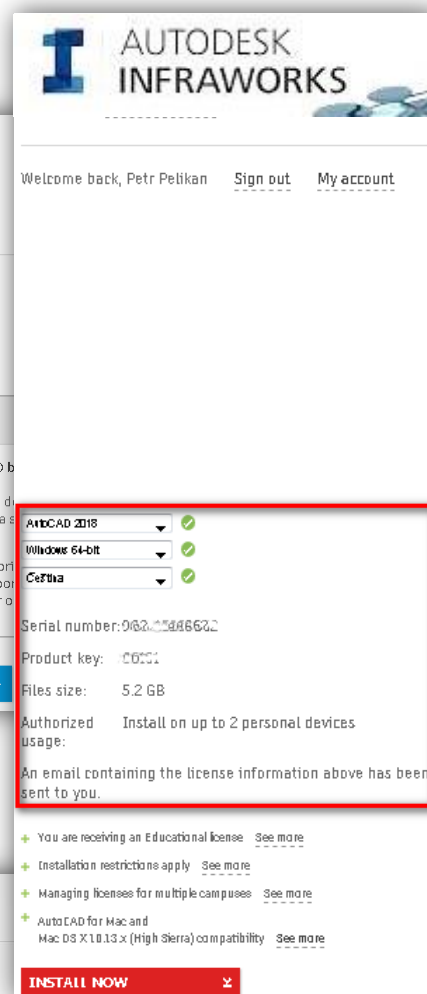 AUTODESK
INFRAWORKS
Welcome back, Petr Pelikan Sign out My account
AutoCAD 2018
Windows 64-bit
Čeština
Serial number:
Product key:
Files size: 5.2 GB
Authorized usage: Install on up to 2 personal devices
An email containing the license information above has been
sent to you.
+ You are receiving an Educational license See more
+ Installation restrictions apply See more
+ Managing licenses for multiple campuses See more
+ AutoCAD for Mac and
Mac OS X 10.13.x (High Sierra) compatibility See more
INSTALL NOW